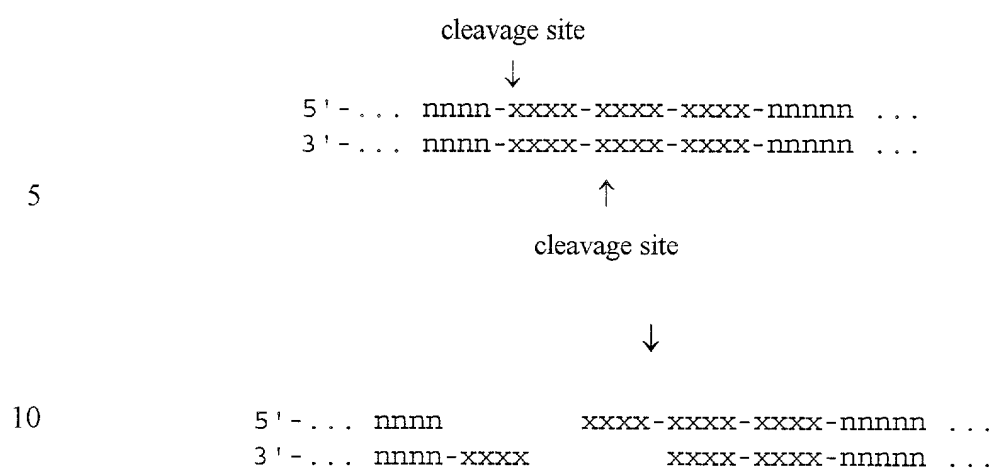 cleavage site
↓
5'-... nnnn-xxxx-xxxx-xxxx-nnnnn ...
3'-... nnnn-xxxx-xxxx-xxxx-nnnnn ...
5 ↑
cleavage site
↓
10 5'-... nnnn xxxx-xxxx-xxxx-nnnnn ...
3'-... nnnn-xxxx xxxx-xxxx-nnnnn ...